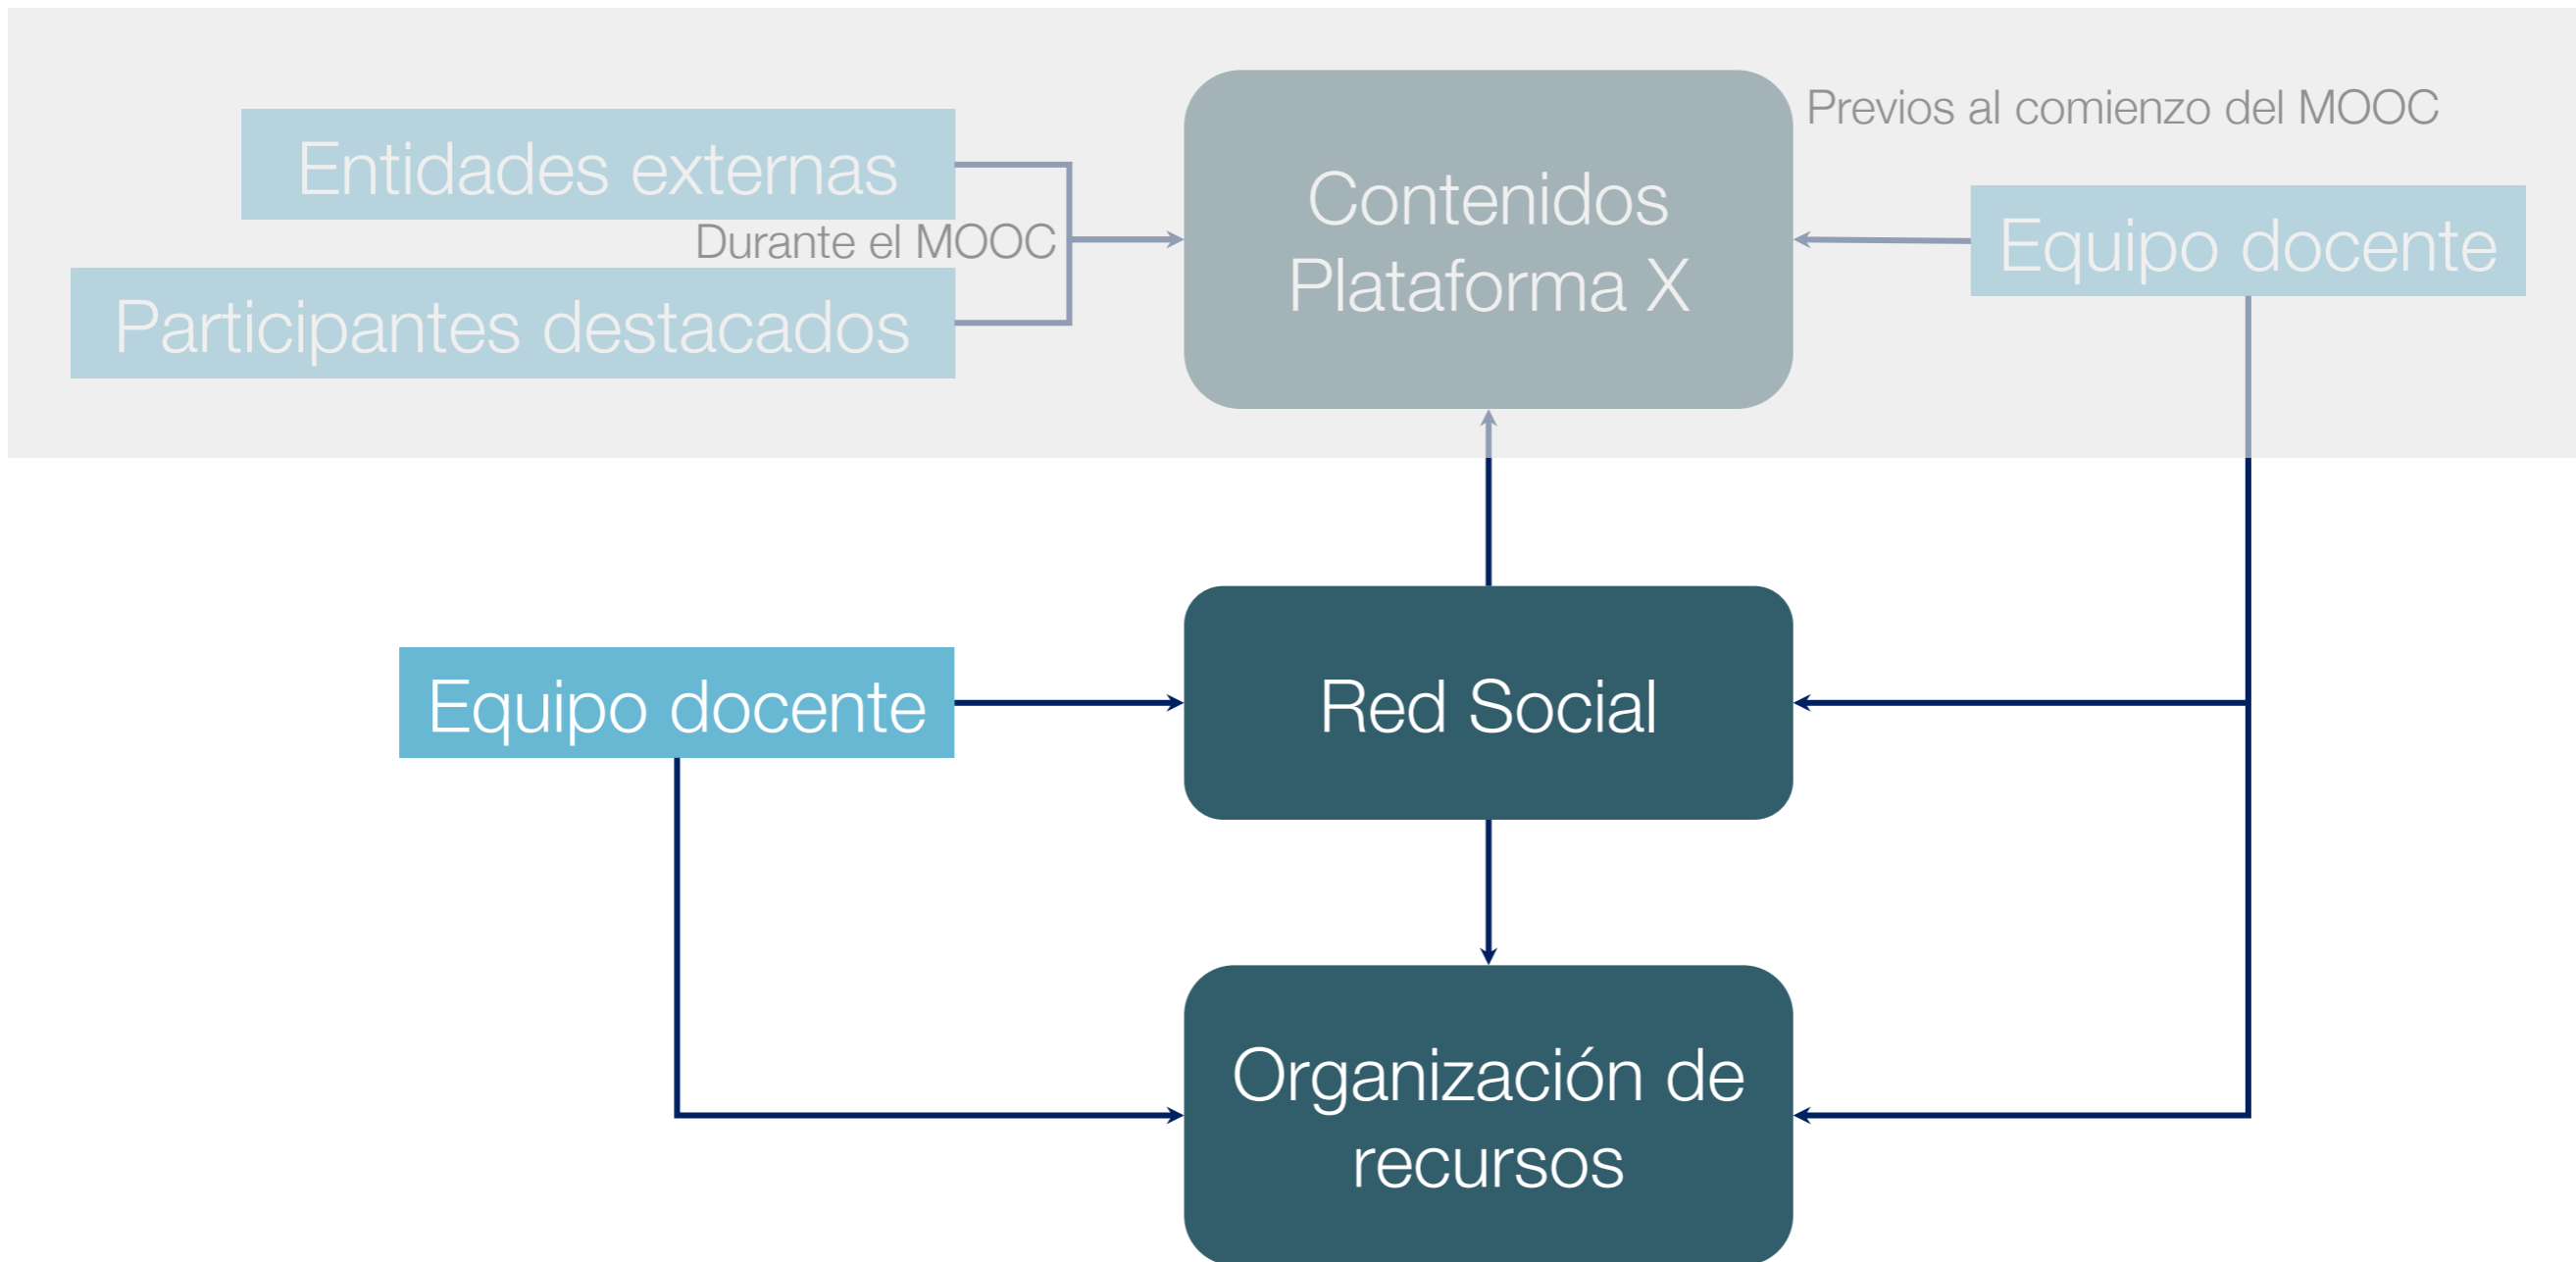 Previos al comienzo del MOOC
Entidades externas
Durante el MOOC
Participantes destacados
Contenidos
Plataforma X
Equipo docente
Equipo docente
Red Social
Organización de
recursos